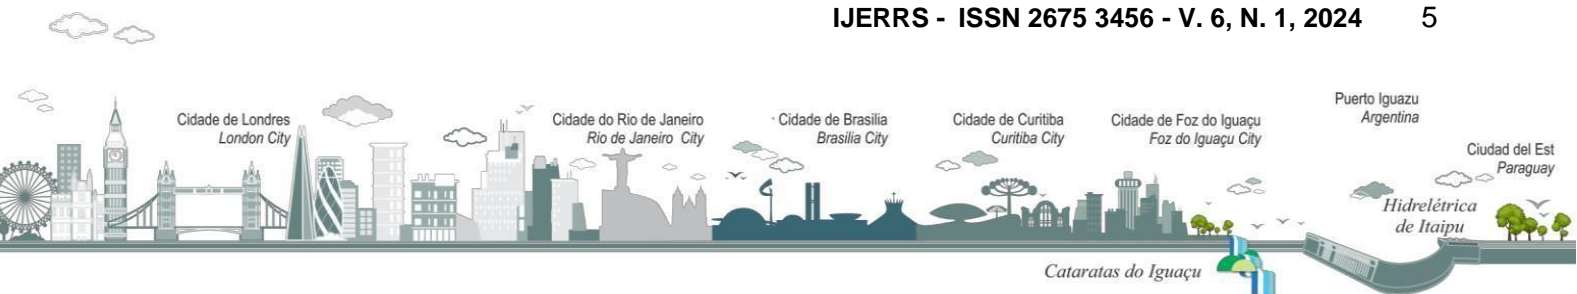 IJERRS - ISSN 2675 3456 - V. 6, N. 1, 2024 5
Cidade de Londres
London City
Cidade do Rio de Janeiro
Rio de Janeiro City
Cidade de Brasilia
Brasilia City
Cidade de Curitiba
Curitiba City
Cidade de Foz do Iguaçu
Foz do Iguaçu City
Puerto Iguazu
Argentina
Ciudad del Est
Paraguay
Hidrelétrica
de Itaipu
Cataratas do Iguaçu